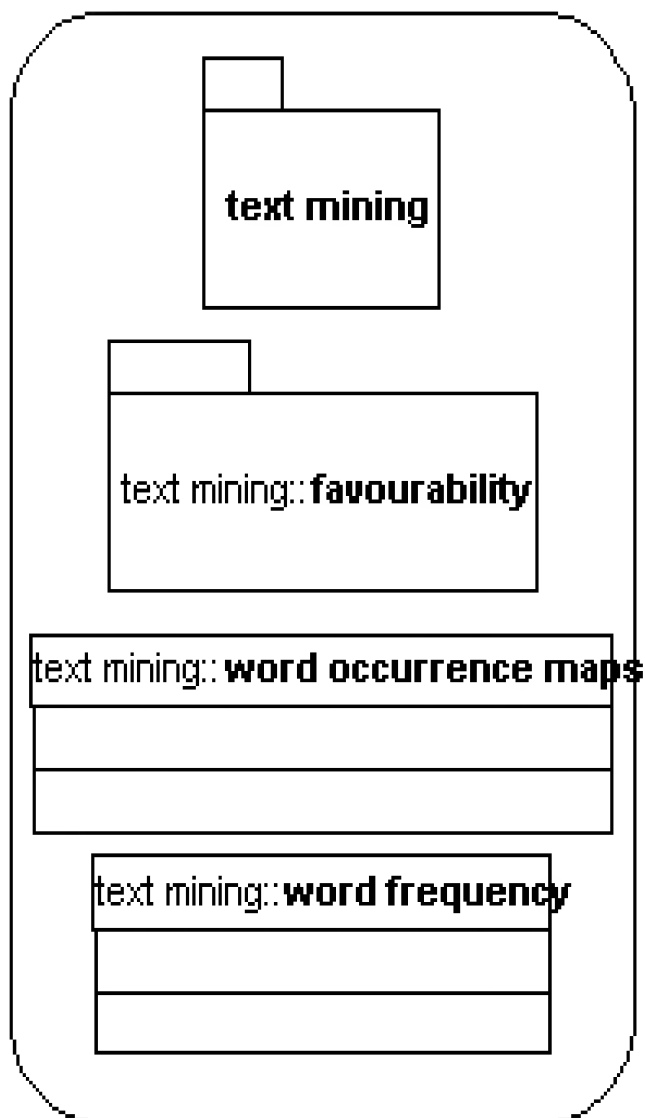 text mining
text mining::favourability
text mining::word occurrence maps
text mining::word frequency